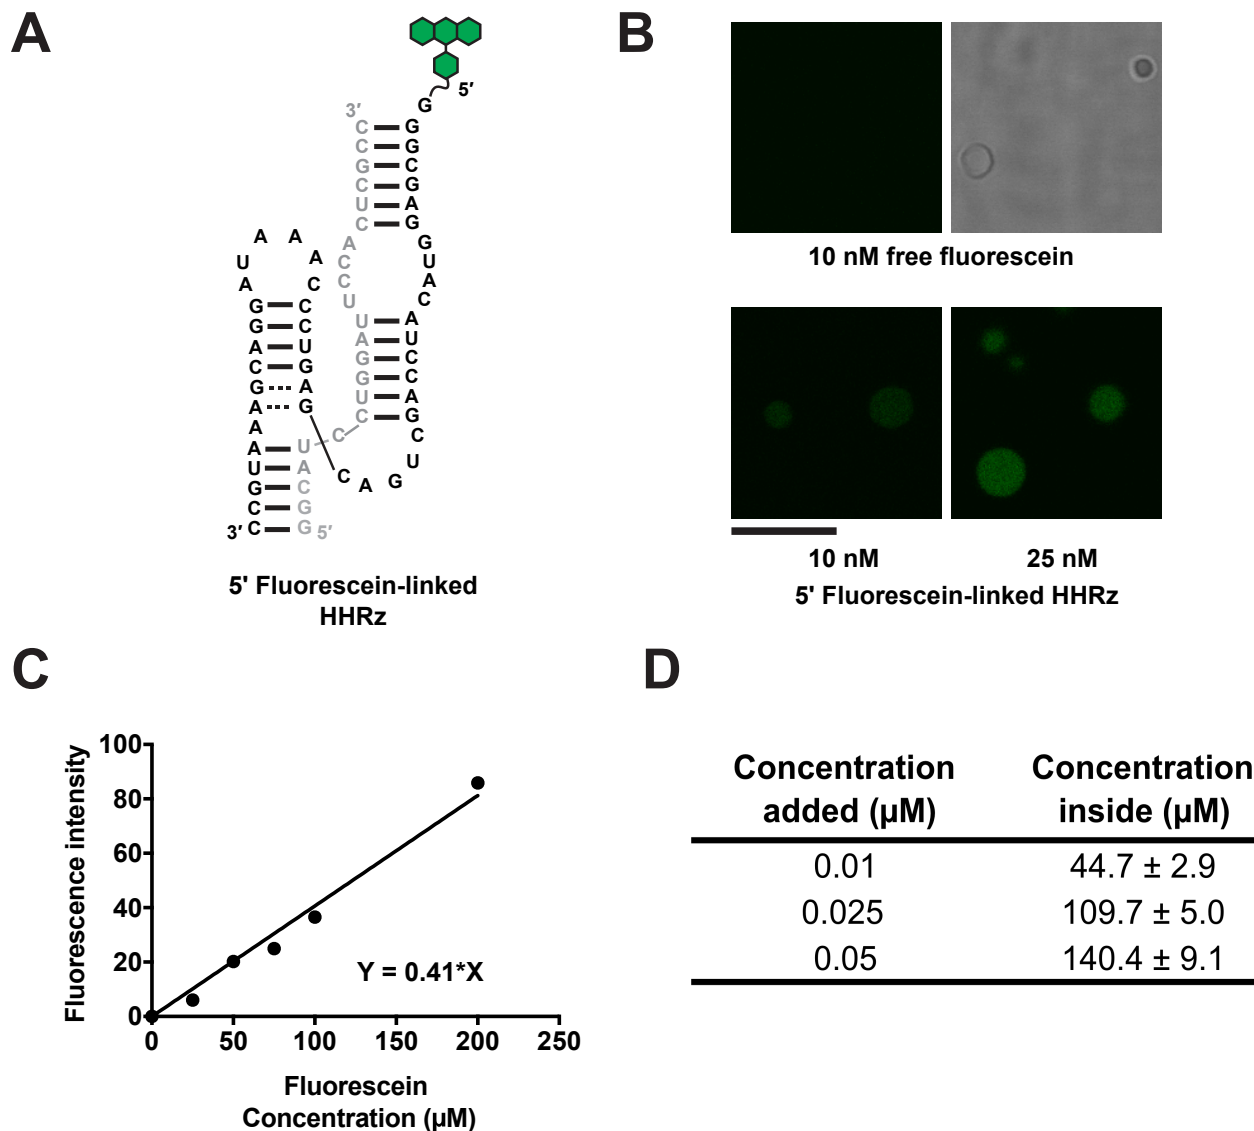 A
5′
G
3′
C G
C G
G C
C G
U A
C G
A A A G
U A C U
A C C A
G C U C
G C U A
A U A U
C G G C
G A G C
A G U A
A C G
A U C C
U A U
G C C A G
C G
3′ C G 5′
5' Fluorescein-linked
HHRz
B
10 nM free fluorescein
10 nM 25 nM
5' Fluorescein-linked HHRz
C
Fluorescence intensity
100
80
60
40
20
0
Y = 0.41*X
0 50 100 150 200 250
Fluorescein
Concentration (µM)
D
Concentration added (µM)
Concentration inside (µM)
0.01 44.7 ± 2.9
0.025 109.7 ± 5.0
0.05 140.4 ± 9.1